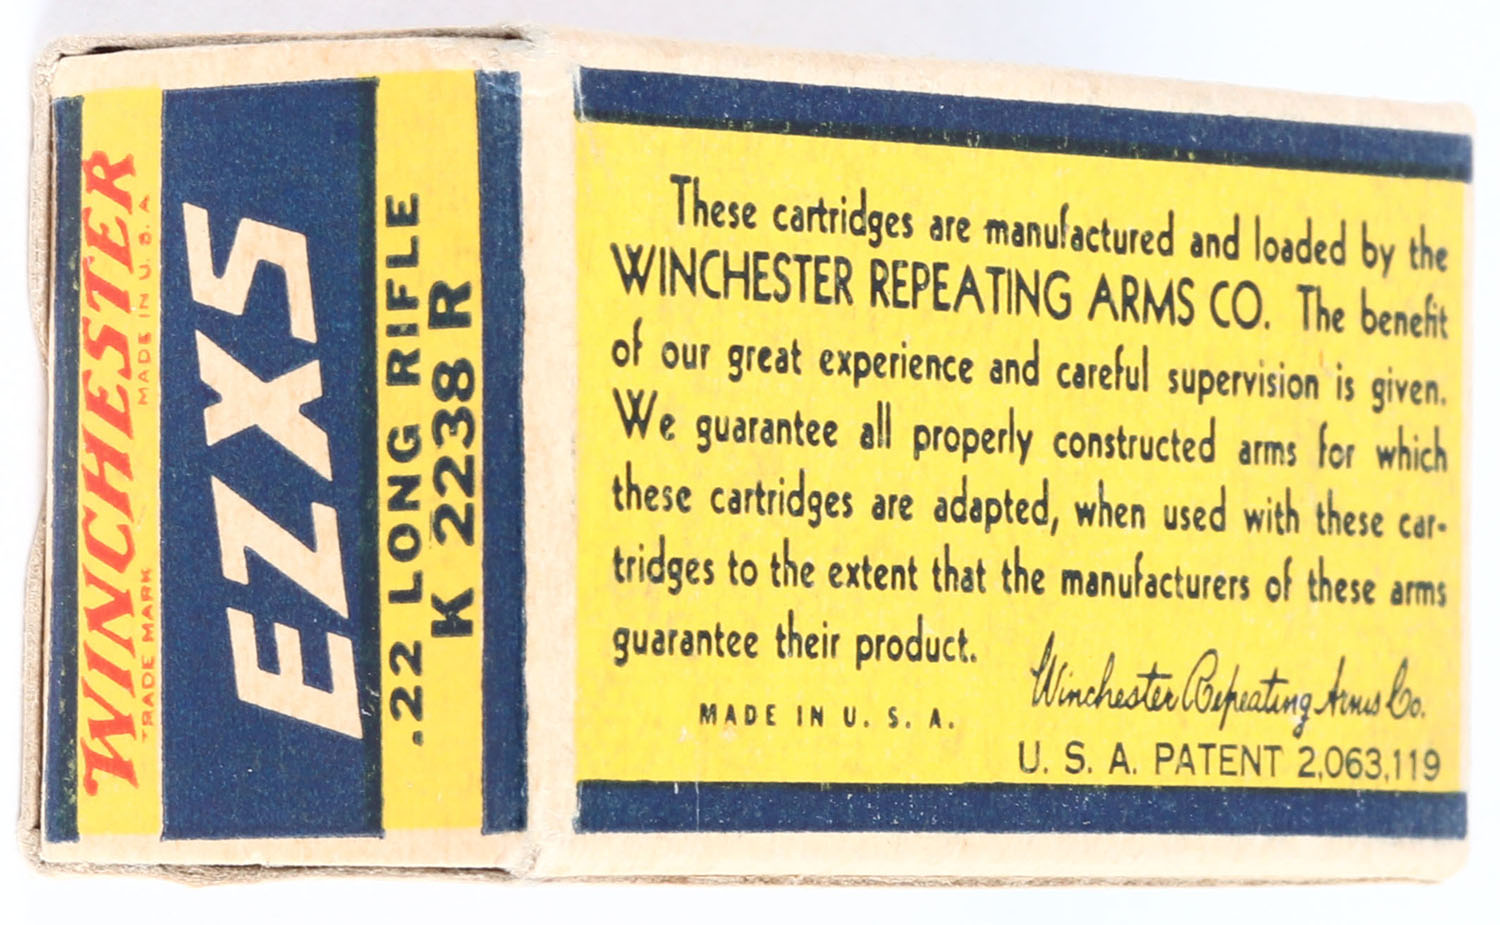 WINCHESTER
TRADE MARK MADE IN U. S. A
EZXS
.22 LONG RIFLE
K 2238 R
These cartridges are manufactured and loaded by the
WINCHESTER REPEATING ARMS CO. The benefit
of our great experience and careful supervision is given.
We guarantee all properly constructed arms for which
these cartridges are adapted, when used with these car-
tridges to the extent that the manufacturers of these arms
guarantee their product.
Winchester Repeating Arms Co.
MADE IN U. S. A.
U. S. A. PATENT 2,063,119